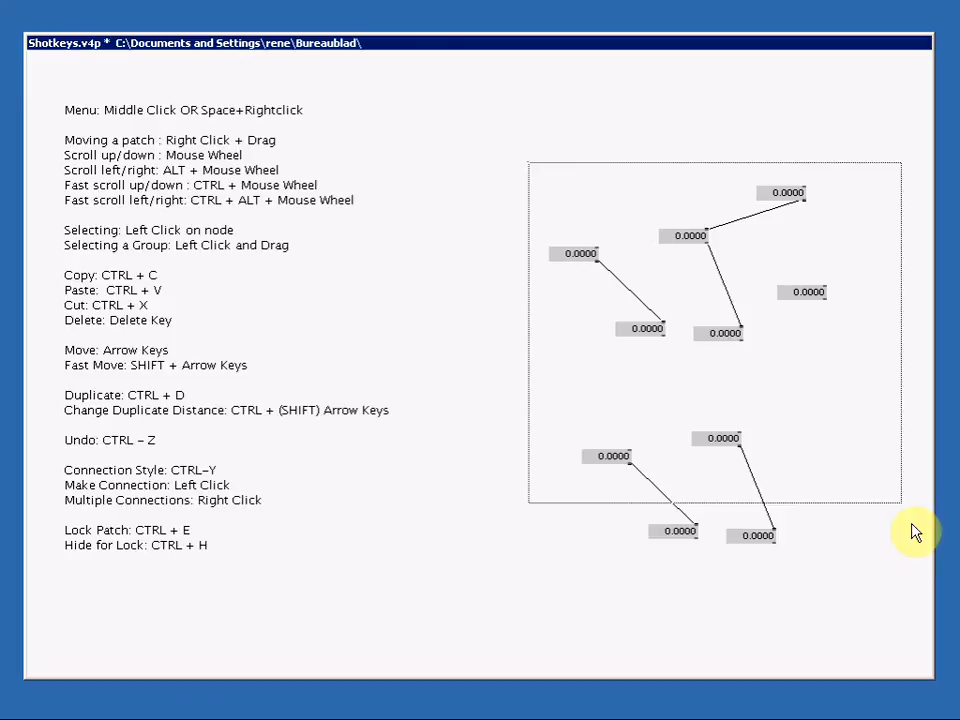 Shotkeys.v4p * C:\Documents and Settings\rene\Bureaublad\
Menu: Middle Click OR Space+Rightclick
Moving a patch : Right Click + Drag
Scroll up/down : Mouse Wheel
Scroll left/right: ALT + Mouse Wheel
Fast scroll up/down : CTRL + Mouse Wheel
Fast scroll left/right: CTRL + ALT + Mouse Wheel
Selecting: Left Click on node
Selecting a Group: Left Click and Drag
Copy: CTRL + C
Paste: CTRL + V
Cut: CTRL + X
Delete: Delete Key
Move: Arrow Keys
Fast Move: SHIFT + Arrow Keys
Duplicate: CTRL + D
Change Duplicate Distance: CTRL + (SHIFT) Arrow Keys
Undo: CTRL - Z
Connection Style: CTRL-Y
Make Connection: Left Click
Multiple Connections: Right Click
Lock Patch: CTRL + E
Hide for Lock: CTRL + H
0.0000
0.0000
0.0000
0.0000
0.0000
0.0000
0.0000
0.0000
0.0000
0.0000